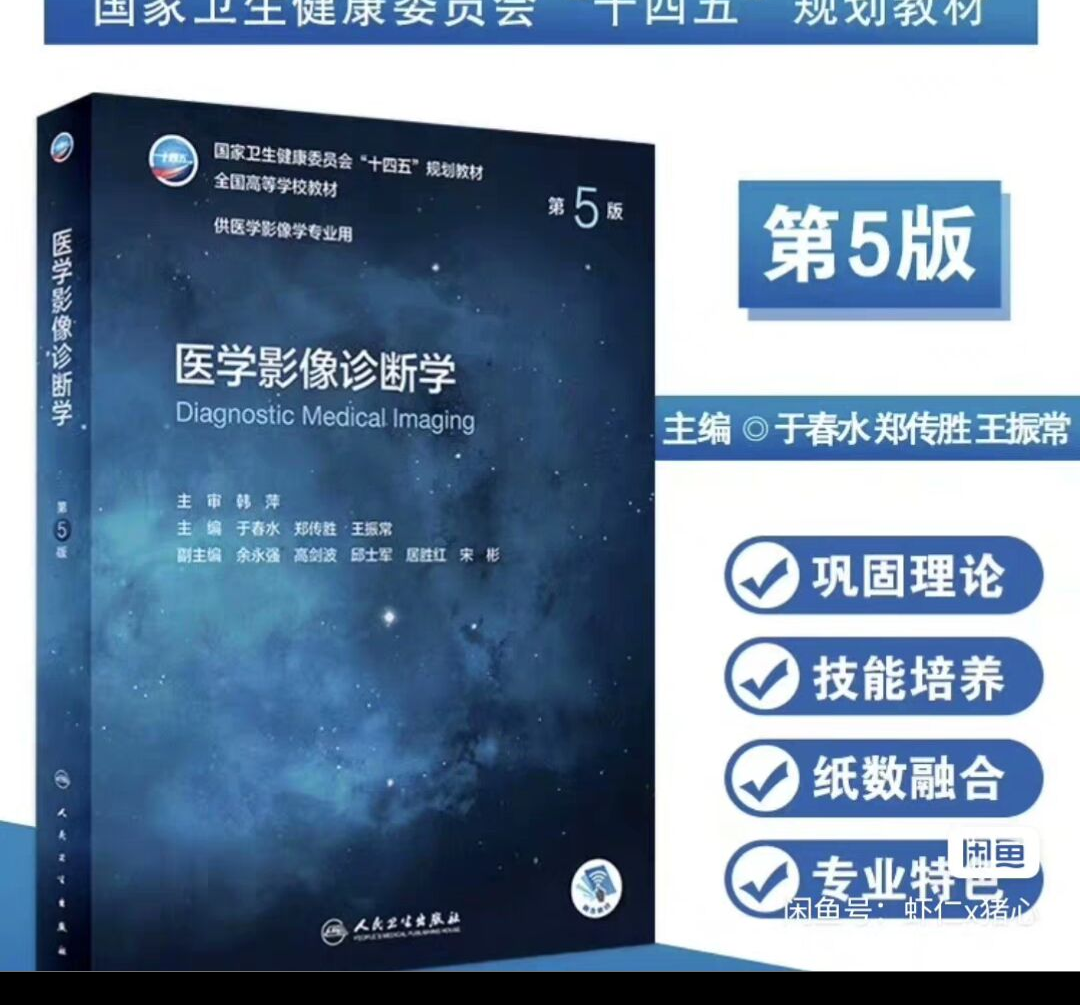 国家卫生健康委员会“十四五”规划教材
十四五
国家卫生健康委员会“十四五”规划教材
全国高等学校教材
供医学影像学专业用
第5版
医学影像诊断学
Diagnostic Medical Imaging
主 审 韩 萍
主 编 于春水 郑传胜 王振常
副主编 余永强 高剑波 邱士军 居胜红 宋 彬
人民卫生出版社
PEOPLE'S MEDICAL PUBLISHING HOUSE
医学影像诊断学
第5版
人民卫生出版社
第5版
主编 ◎ 于春水 郑传胜 王振常
巩固理论
技能培养
纸数融合
专业特色
闲鱼
闲鱼号：虾仁x猪心